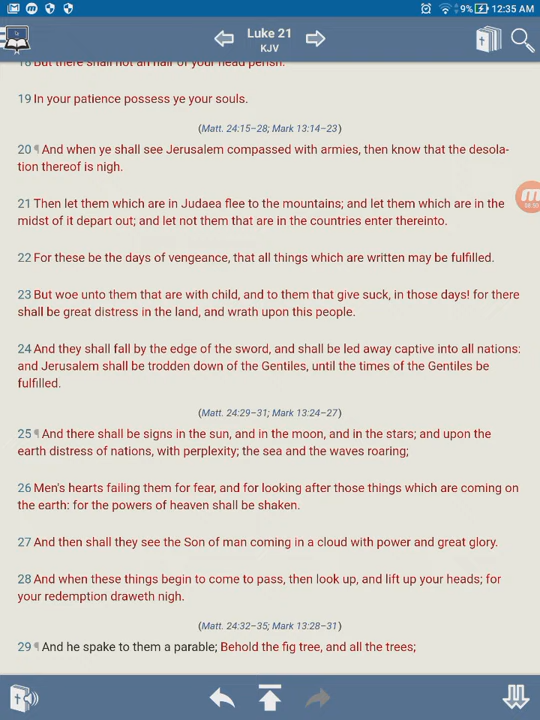 9% 12:35 AM
Luke 21
KJV
18 But there shall not an hair of your head perish.
19 In your patience possess ye your souls.
(Matt. 24:15–28; Mark 13:14–23)
20 ¶ And when ye shall see Jerusalem compassed with armies, then know that the desola-
tion thereof is nigh.
21 Then let them which are in Judaea flee to the mountains; and let them which are in the
midst of it depart out; and let not them that are in the countries enter thereinto.
22 For these be the days of vengeance, that all things which are written may be fulfilled.
23 But woe unto them that are with child, and to them that give suck, in those days! for there
shall be great distress in the land, and wrath upon this people.
24 And they shall fall by the edge of the sword, and shall be led away captive into all nations:
and Jerusalem shall be trodden down of the Gentiles, until the times of the Gentiles be
fulfilled.
(Matt. 24:29–31; Mark 13:24–27)
25 ¶ And there shall be signs in the sun, and in the moon, and in the stars; and upon the
earth distress of nations, with perplexity; the sea and the waves roaring;
26 Men's hearts failing them for fear, and for looking after those things which are coming on
the earth: for the powers of heaven shall be shaken.
27 And then shall they see the Son of man coming in a cloud with power and great glory.
28 And when these things begin to come to pass, then look up, and lift up your heads; for
your redemption draweth nigh.
(Matt. 24:32–35; Mark 13:28–31)
29 ¶ And he spake to them a parable; Behold the fig tree, and all the trees;